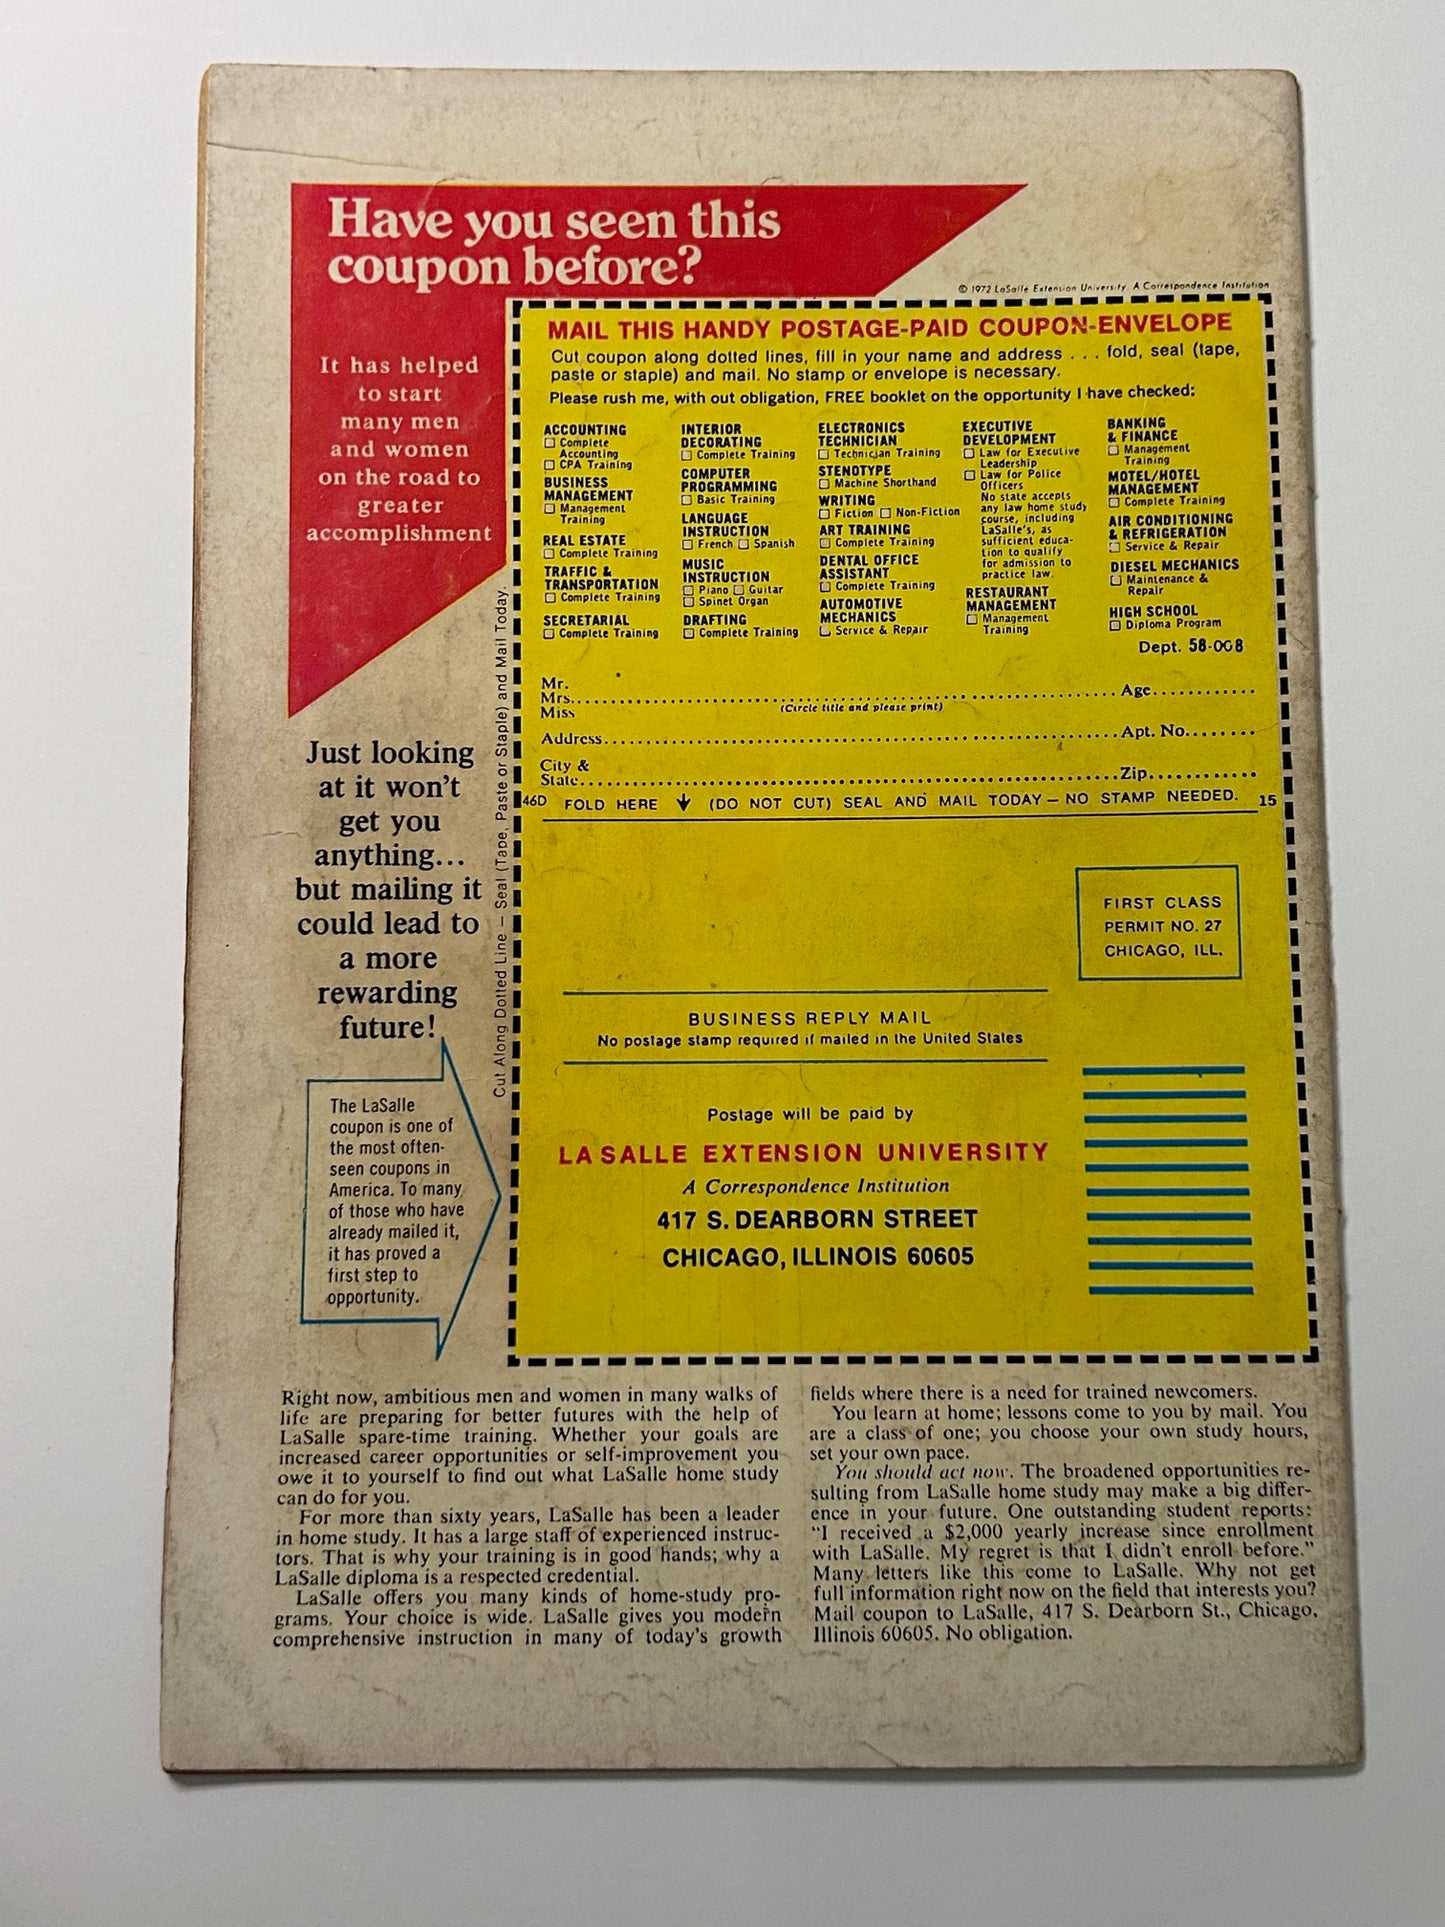 Have you seen this
coupon before?
© 1972 LaSalle Extension University. A Correspondence Institution
It has helped
to start
many men
and women
on the road to
greater
accomplishment
Just looking
at it won't
get you
anything...
but mailing it
could lead to
a more
rewarding
future!
The LaSalle
coupon is one of
the most often-
seen coupons in
America. To many
of those who have
already mailed it,
it has proved a
first step to
opportunity.
Cut Along Dotted Line – Seal (Tape, Paste or Staple) and Mail Today.
MAIL THIS HANDY POSTAGE-PAID COUPON-ENVELOPE
Cut coupon along dotted lines, fill in your name and address . . . fold, seal (tape,
paste or staple) and mail. No stamp or envelope is necessary.
Please rush me, with out obligation, FREE booklet on the opportunity I have checked:
ACCOUNTING
Complete
Accounting
CPA Training
BUSINESS
MANAGEMENT
Management
Training
REAL ESTATE
Complete Training
TRAFFIC &
TRANSPORTATION
Complete Training
SECRETARIAL
Complete Training
INTERIOR
DECORATING
Complete Training
COMPUTER
PROGRAMMING
Basic Training
LANGUAGE
INSTRUCTION
French Spanish
MUSIC
INSTRUCTION
Piano Guitar
Spinet Organ
DRAFTING
Complete Training
ELECTRONICS
TECHNICIAN
Technician Training
STENOTYPE
Machine Shorthand
WRITING
Fiction Non-Fiction
ART TRAINING
Complete Training
DENTAL OFFICE
ASSISTANT
Complete Training
AUTOMOTIVE
MECHANICS
Service & Repair
EXECUTIVE
DEVELOPMENT
Law for Executive
Leadership
Law for Police
Officers
No state accepts
any law home study
course, including
LaSalle's, as
sufficient educa-
tion to qualify
for admission to
practice law.
RESTAURANT
MANAGEMENT
Management
Training
BANKING
& FINANCE
Management
Training
MOTEL/HOTEL
MANAGEMENT
Complete Training
AIR CONDITIONING
& REFRIGERATION
Service & Repair
DIESEL MECHANICS
Maintenance &
Repair
HIGH SCHOOL
Diploma Program
Dept. 58-008
Mr.
Mrs. Age
Miss (Circle title and please print)
Address Apt. No.
City &
State Zip
46D FOLD HERE (DO NOT CUT) SEAL AND MAIL TODAY – NO STAMP NEEDED. 15
FIRST CLASS
PERMIT NO. 27
CHICAGO, ILL.
BUSINESS REPLY MAIL
No postage stamp required if mailed in the United States
Postage will be paid by
LA SALLE EXTENSION UNIVERSITY
A Correspondence Institution
417 S. DEARBORN STREET
CHICAGO, ILLINOIS 60605
Right now, ambitious men and women in many walks of
life are preparing for better futures with the help of
LaSalle spare-time training. Whether your goals are
increased career opportunities or self-improvement you
owe it to yourself to find out what LaSalle home study
can do for you.
For more than sixty years, LaSalle has been a leader
in home study. It has a large staff of experienced instruc-
tors. That is why your training is in good hands; why a
LaSalle diploma is a respected credential.
LaSalle offers you many kinds of home-study pro-
grams. Your choice is wide. LaSalle gives you modern
comprehensive instruction in many of today's growth
fields where there is a need for trained newcomers.
You learn at home; lessons come to you by mail. You
are a class of one; you choose your own study hours,
set your own pace.
You should act now. The broadened opportunities re-
sulting from LaSalle home study may make a big differ-
ence in your future. One outstanding student reports:
"I received a $2,000 yearly increase since enrollment
with LaSalle. My regret is that I didn't enroll before."
Many letters like this come to LaSalle. Why not get
full information right now on the field that interests you?
Mail coupon to LaSalle, 417 S. Dearborn St., Chicago,
Illinois 60605. No obligation.